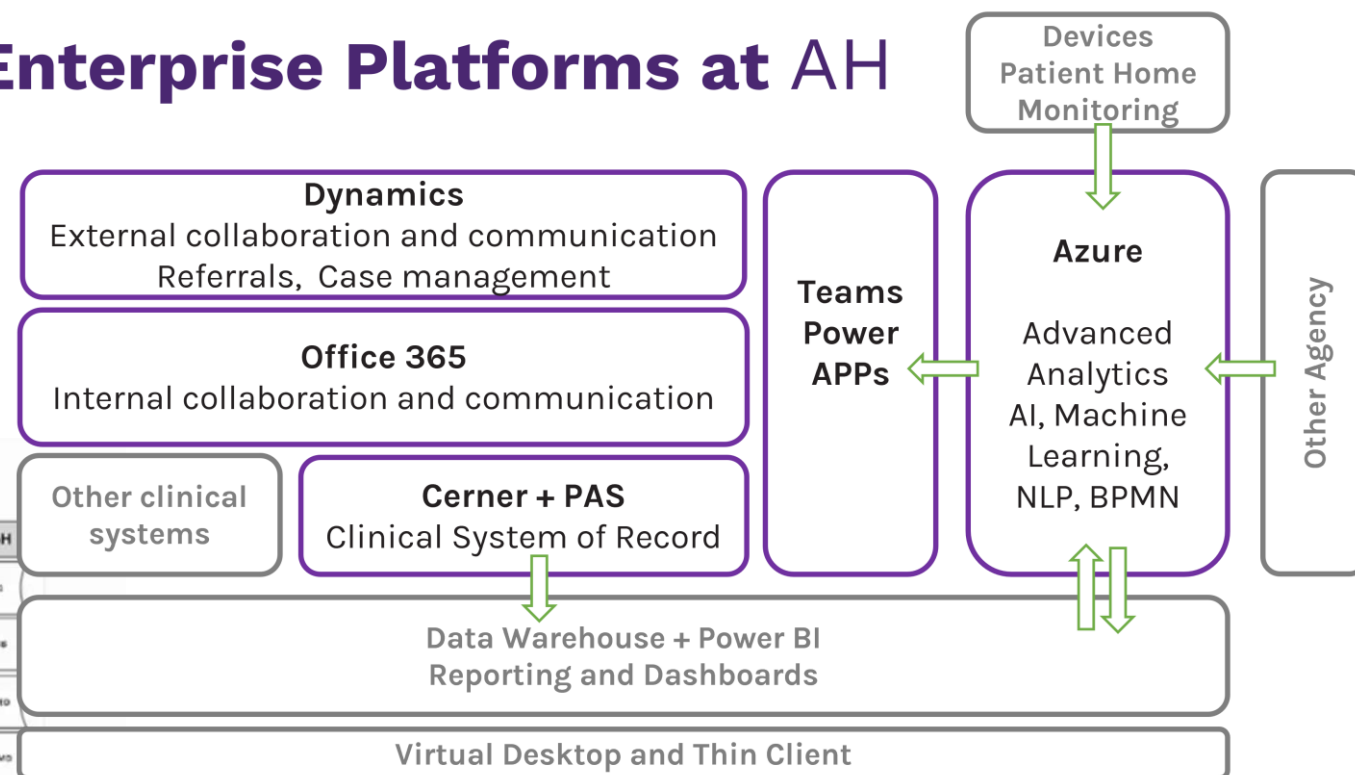 Enterprise Platforms at AH
Devices
Patient Home
Monitoring
Dynamics
External collaboration and communication
Referrals, Case management
Office 365
Internal collaboration and communication
Other clinical
systems
Cerner + PAS
Clinical System of Record
Teams
Power
APPs
Azure
Advanced
Analytics
AI, Machine
Learning,
NLP, BPMN
Other Agency
Data Warehouse + Power BI
Reporting and Dashboards
Virtual Desktop and Thin Client